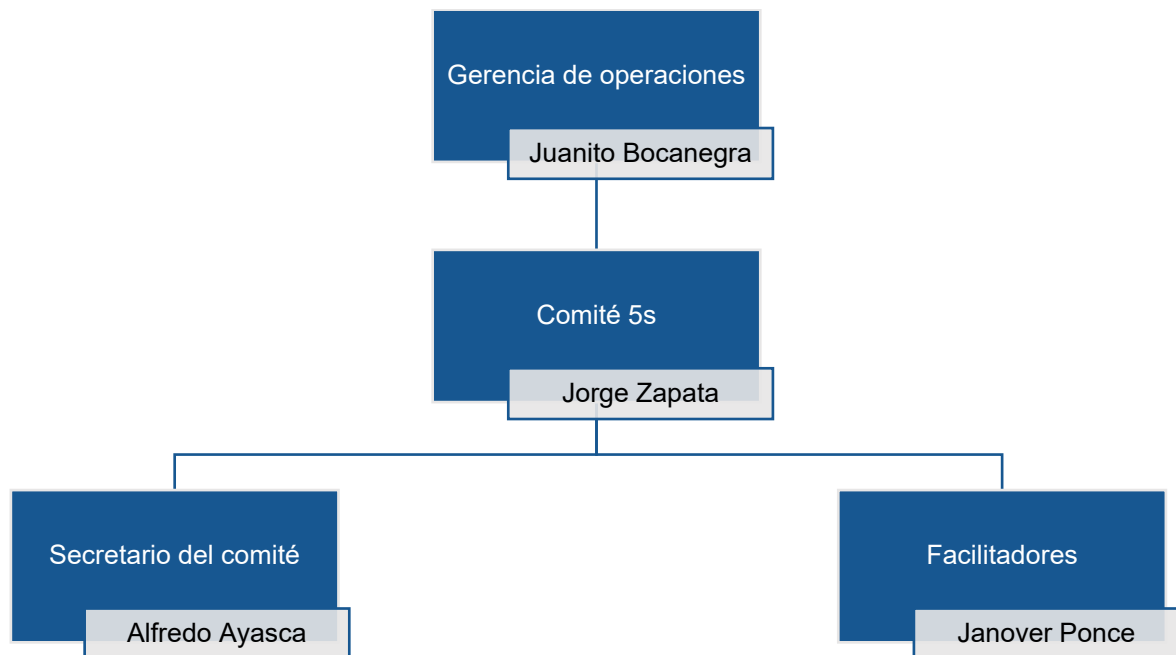 Gerencia de operaciones
Juanito Bocanegra
Comité 5s
Jorge Zapata
Secretario del comité
Alfredo Ayasca
Facilitadores
Janover Ponce